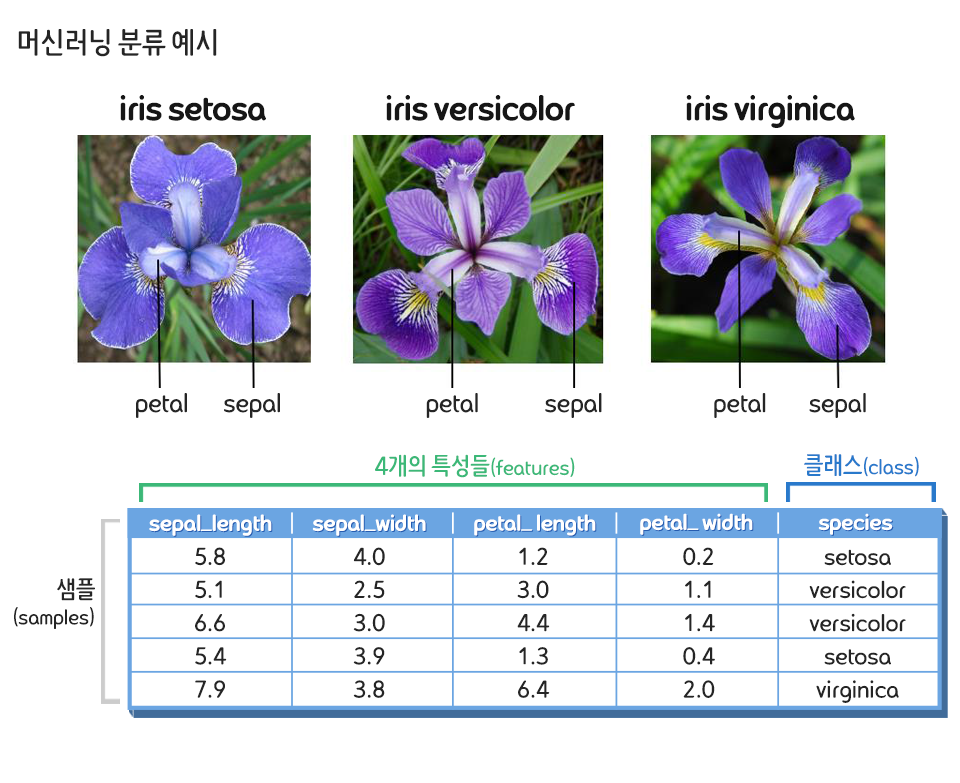 머신러닝 분류 예시
iris setosa iris versicolor iris virginica
petal sepal petal sepal petal sepal
4개의 특성들(features) 클래스(class)
sepal_length sepal_width petal_length petal_width species
5.8 4.0 1.2 0.2 setosa
5.1 2.5 3.0 1.1 versicolor
샘플
(samples)
6.6 3.0 4.4 1.4 versicolor
5.4 3.9 1.3 0.4 setosa
7.9 3.8 6.4 2.0 virginica